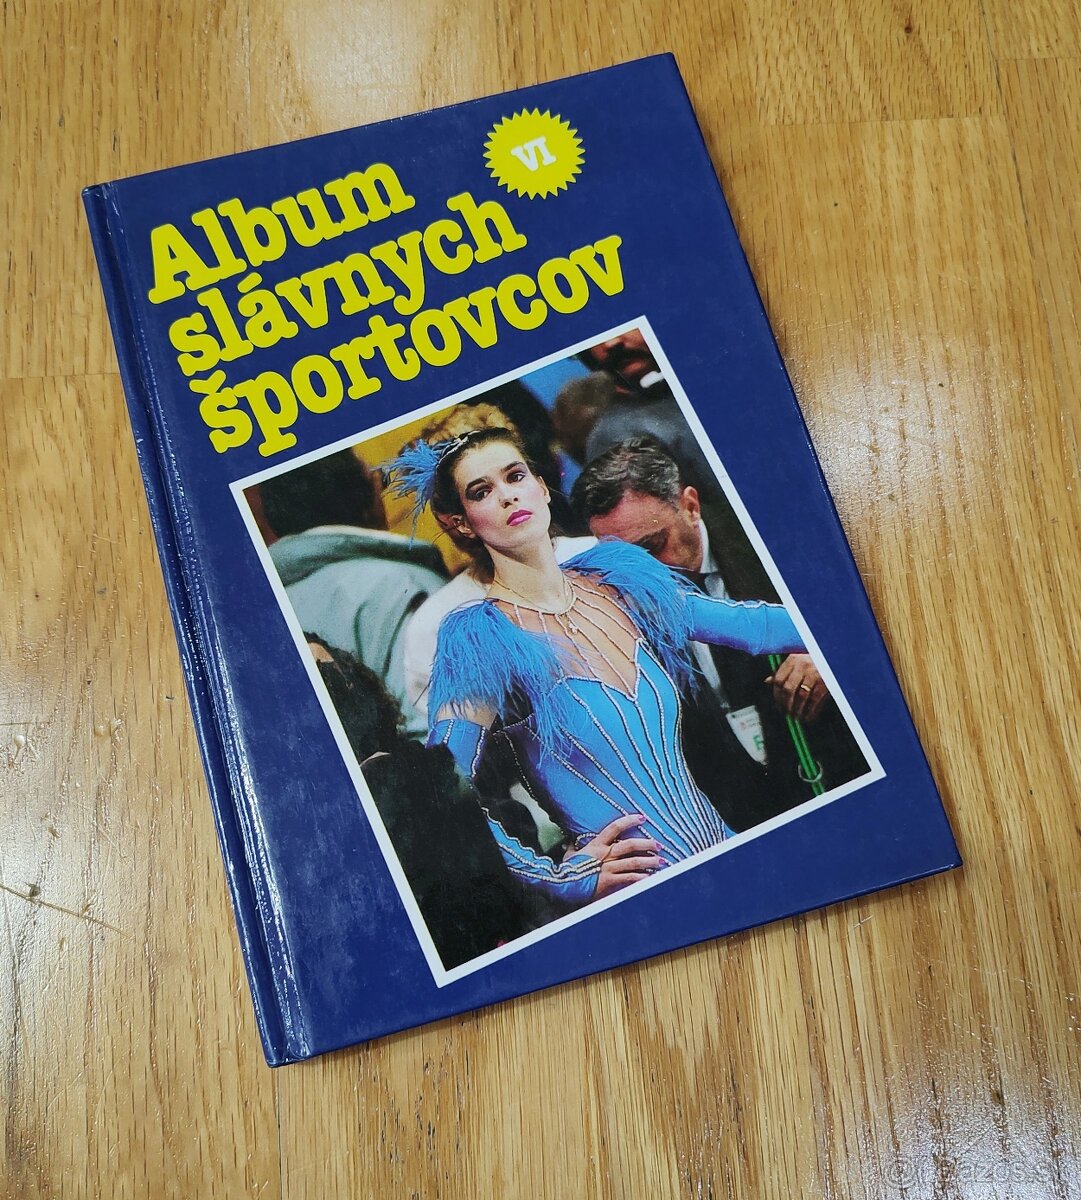 VI
Album
slávnych
športovcov